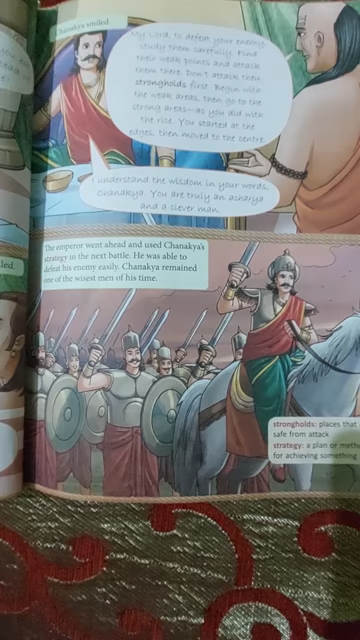 Chanakya smiled.
My Lord, to defeat your enemy,
study them carefully. Find
their weak points and attack
them there. Don't attack their
strongholds first. Begin with
the weak areas, then go to the
strong areas—as you did with
the rice. You started at the
edges, then moved to the centre.
I understand the wisdom in your words,
Chanakya. You are truly an acharya
and a clever man.
The emperor went ahead and used Chanakya's
strategy in the next battle. He was able to
defeat his enemy easily. Chanakya remained
one of the wisest men of his time.
strongholds: places that
safe from attack
strategy: a plan or
for achieving something